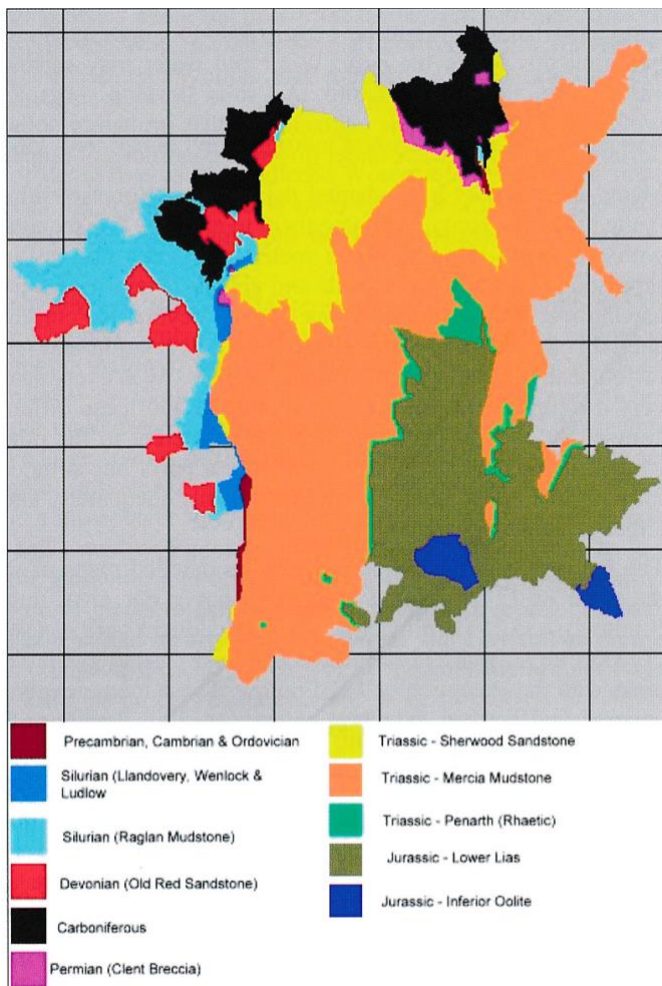 Precambrian, Cambrian & Ordovician
Silurian (Llandovery, Wenlock &
Ludlow
Silurian (Raglan Mudstone)
Devonian (Old Red Sandstone)
Carboniferous
Permian (Clent Breccia)
Triassic - Sherwood Sandstone
Triassic - Mercia Mudstone
Triassic - Penarth (Rhaetic)
Jurassic - Lower Lias
Jurassic - Inferior Oolite